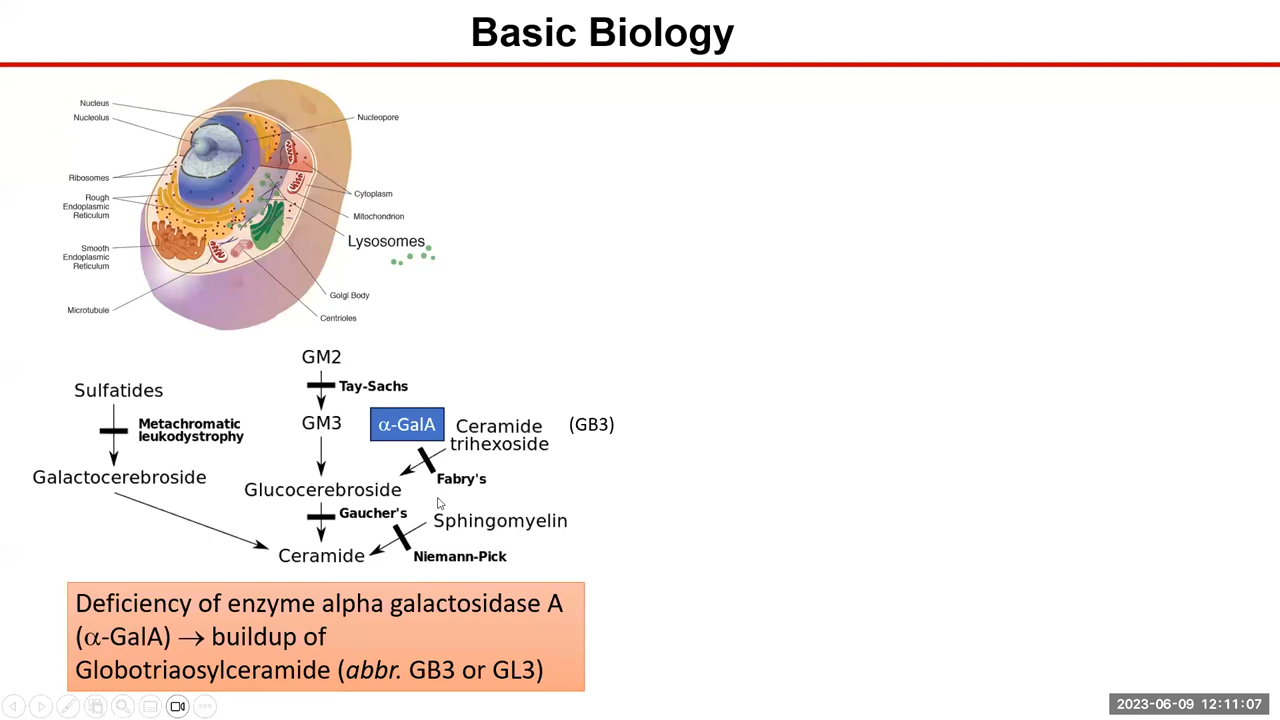 Basic Biology
Nucleus
Nucleolus
Nucleopore
Ribosomes
Rough
Endoplasmic
Reticulum
Cytoplasm
Mitochondrion
Lysosomes
Smooth
Endoplasmic
Reticulum
Golgi Body
Microtubule
Centrioles
GM2
Sulfatides
Tay-Sachs
Metachromatic
leukodystrophy
GM3
α-GalA
Ceramide
trihexoside
(GB3)
Galactocerebroside
Fabry's
Glucocerebroside
Gaucher's
Sphingomyelin
Ceramide
Niemann-Pick
Deficiency of enzyme alpha galactosidase A
(α-GalA) → buildup of
Globotriaosylceramide (abbr. GB3 or GL3)
2023-06-09 12:11:07